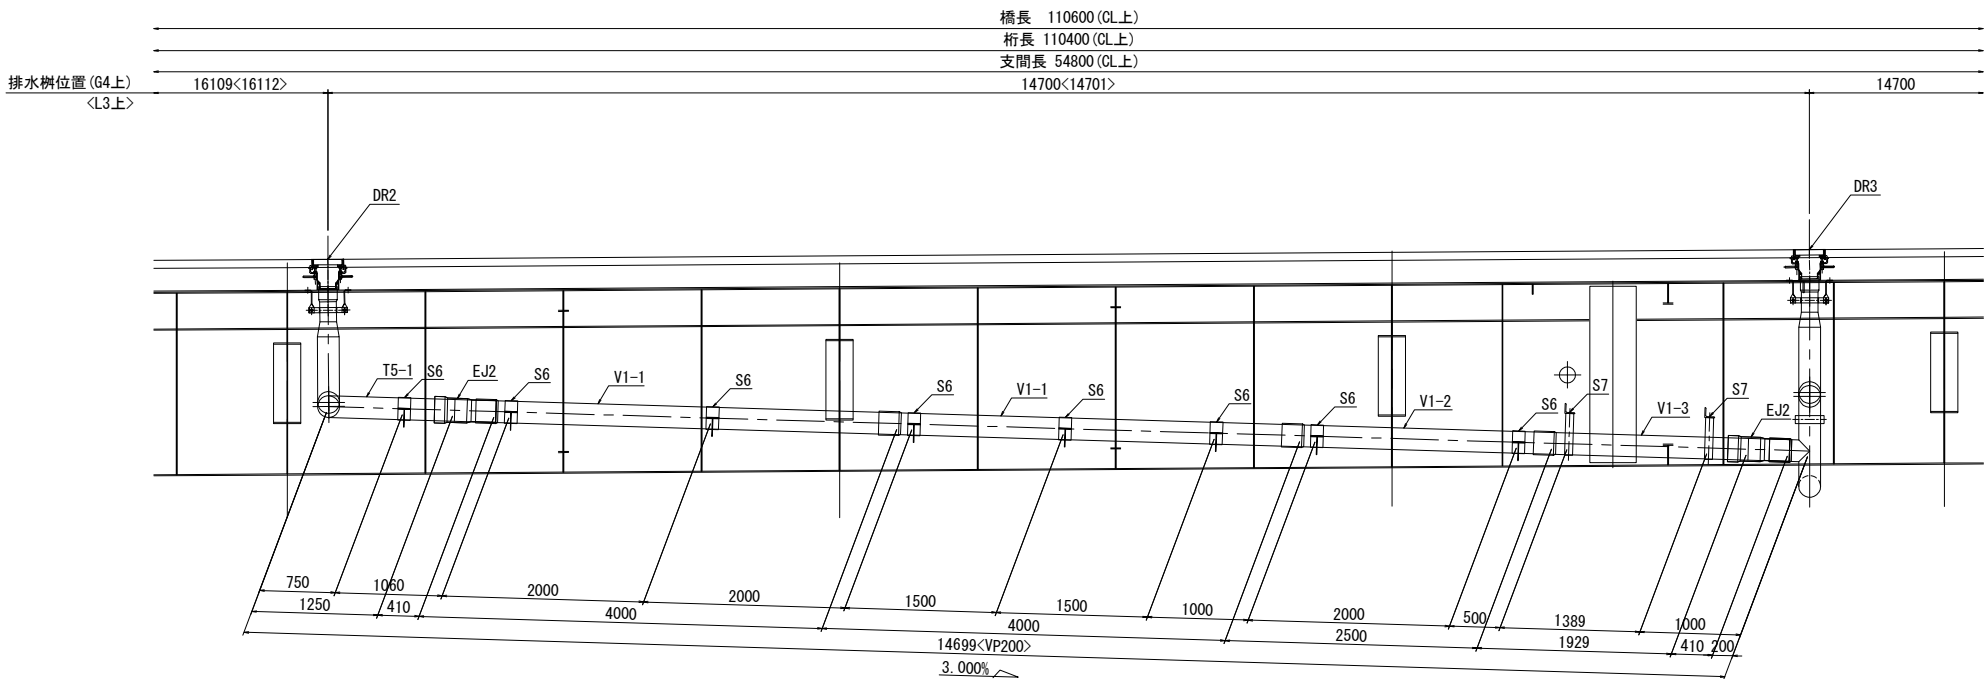 橋長 110600(CL上)
桁長 110400(CL上)
支間長 54800(CL上)
排水桝位置(G4上) 16109<16112> 14700<14701> 14700
<L3上>
DR2 DR3
T5-1 S6 EJ2 S6 V1-1 S6 S6 V1-1 S6 S6 S6 V1-2 S6 S7 V1-3 S7 EJ2
750 1060 2000 2000 1500 1500 1000 2000 500 1389 1000
1250 410 4000 4000 2500 1929 410 200
14699<VP200>
3.000%